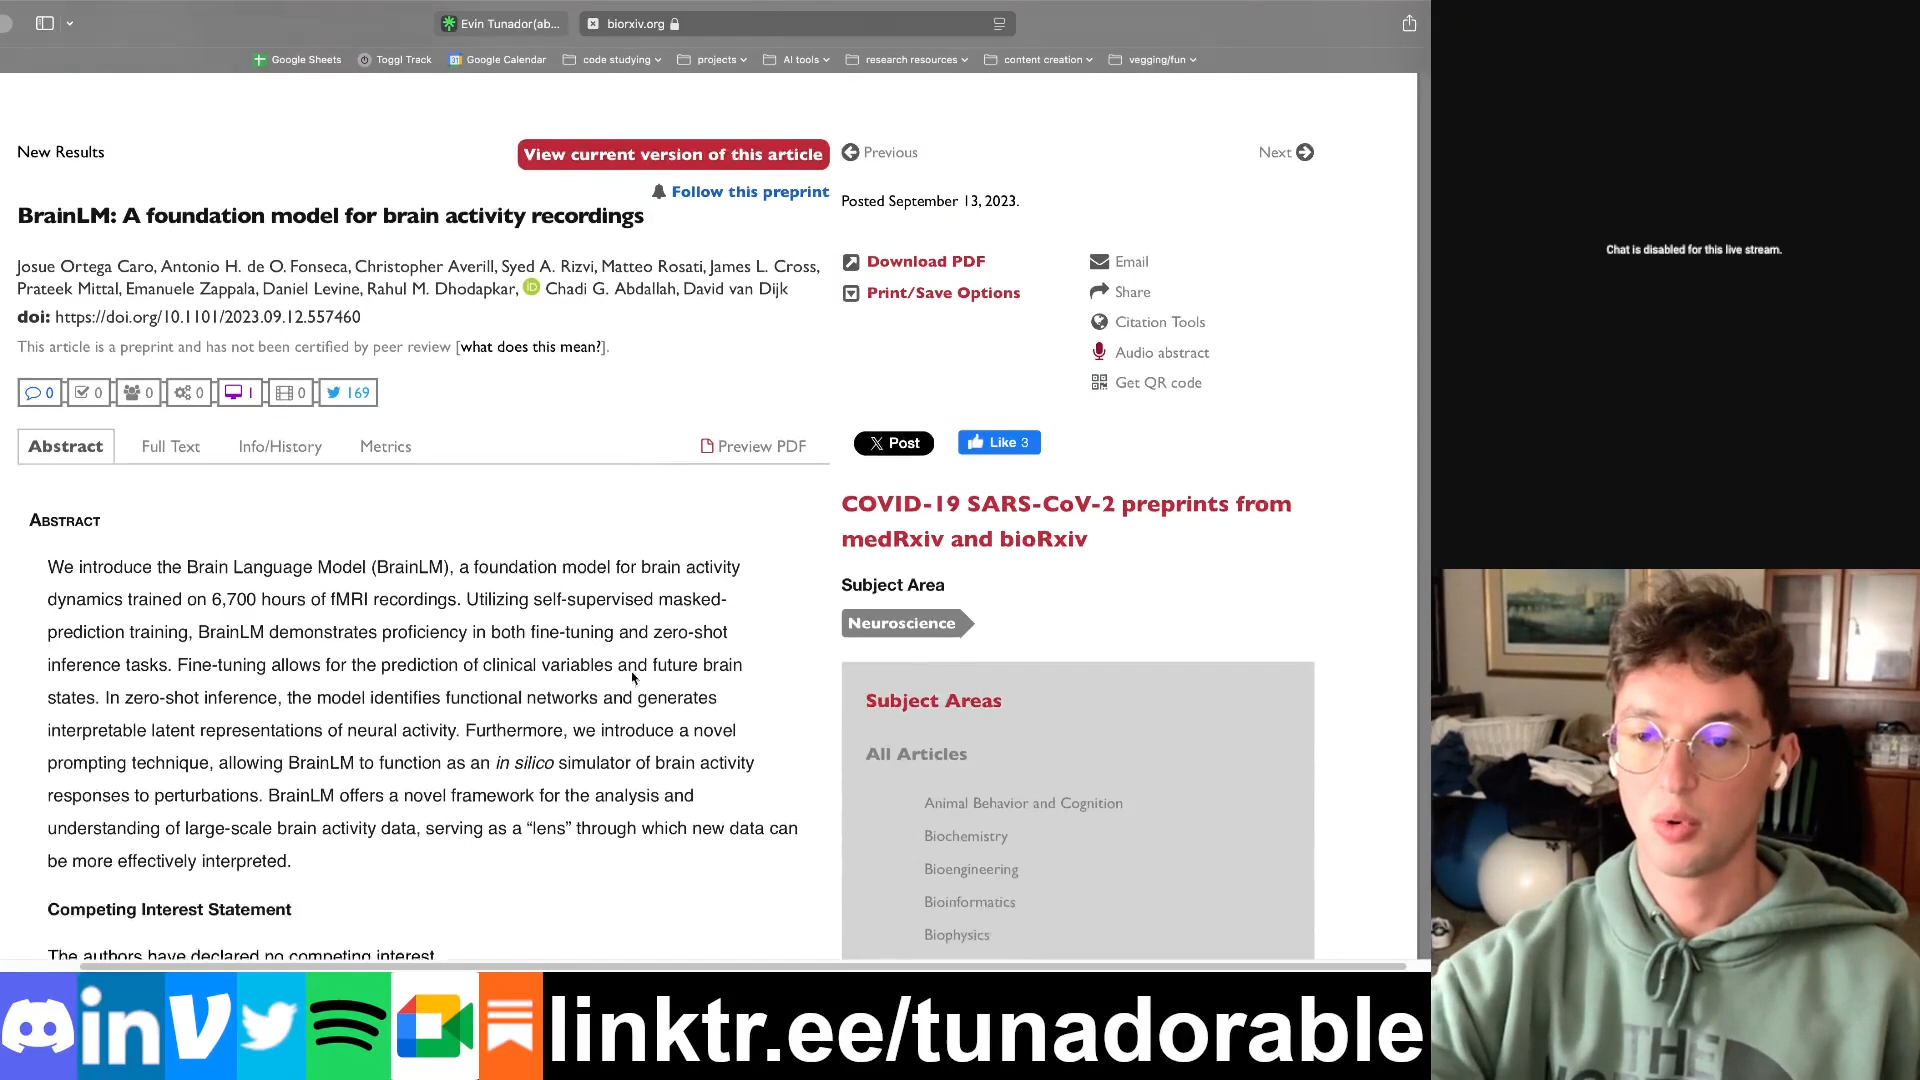 Evin Tunador(ab...
biorxiv.org
Google Sheets
Toggl Track
Google Calendar
code studying
projects
AI tools
research resources
content creation
vegging/fun
New Results
View current version of this article
Follow this preprint
BrainLM: A foundation model for brain activity recordings
Josue Ortega Caro, Antonio H. de O. Fonseca, Christopher Averill, Syed A. Rizvi, Matteo Rosati, James L. Cross,
Prateek Mittal, Emanuele Zappala, Daniel Levine, Rahul M. Dhodapkar, iD Chadi G. Abdallah, David van Dijk
doi: https://doi.org/10.1101/2023.09.12.557460
This article is a preprint and has not been certified by peer review [what does this mean?].
0
0
0
0
1
0
169
Abstract
Full Text
Info/History
Metrics
Preview PDF
ABSTRACT
We introduce the Brain Language Model (BrainLM), a foundation model for brain activity
dynamics trained on 6,700 hours of fMRI recordings. Utilizing self-supervised masked-
prediction training, BrainLM demonstrates proficiency in both fine-tuning and zero-shot
inference tasks. Fine-tuning allows for the prediction of clinical variables and future brain
states. In zero-shot inference, the model identifies functional networks and generates
interpretable latent representations of neural activity. Furthermore, we introduce a novel
prompting technique, allowing BrainLM to function as an in silico simulator of brain activity
responses to perturbations. BrainLM offers a novel framework for the analysis and
understanding of large-scale brain activity data, serving as a “lens” through which new data can
be more effectively interpreted.
Competing Interest Statement
The authors have declared no competing interest.
Previous
Next
Posted September 13, 2023.
Download PDF
Print/Save Options
Email
Share
Citation Tools
Audio abstract
Get QR code
X Post
Like 3
COVID-19 SARS-CoV-2 preprints from
medRxiv and bioRxiv
Subject Area
Neuroscience
Subject Areas
All Articles
Animal Behavior and Cognition
Biochemistry
Bioengineering
Bioinformatics
Biophysics
Chat is disabled for this live stream.
in
linktr.ee/tunadorable
THE